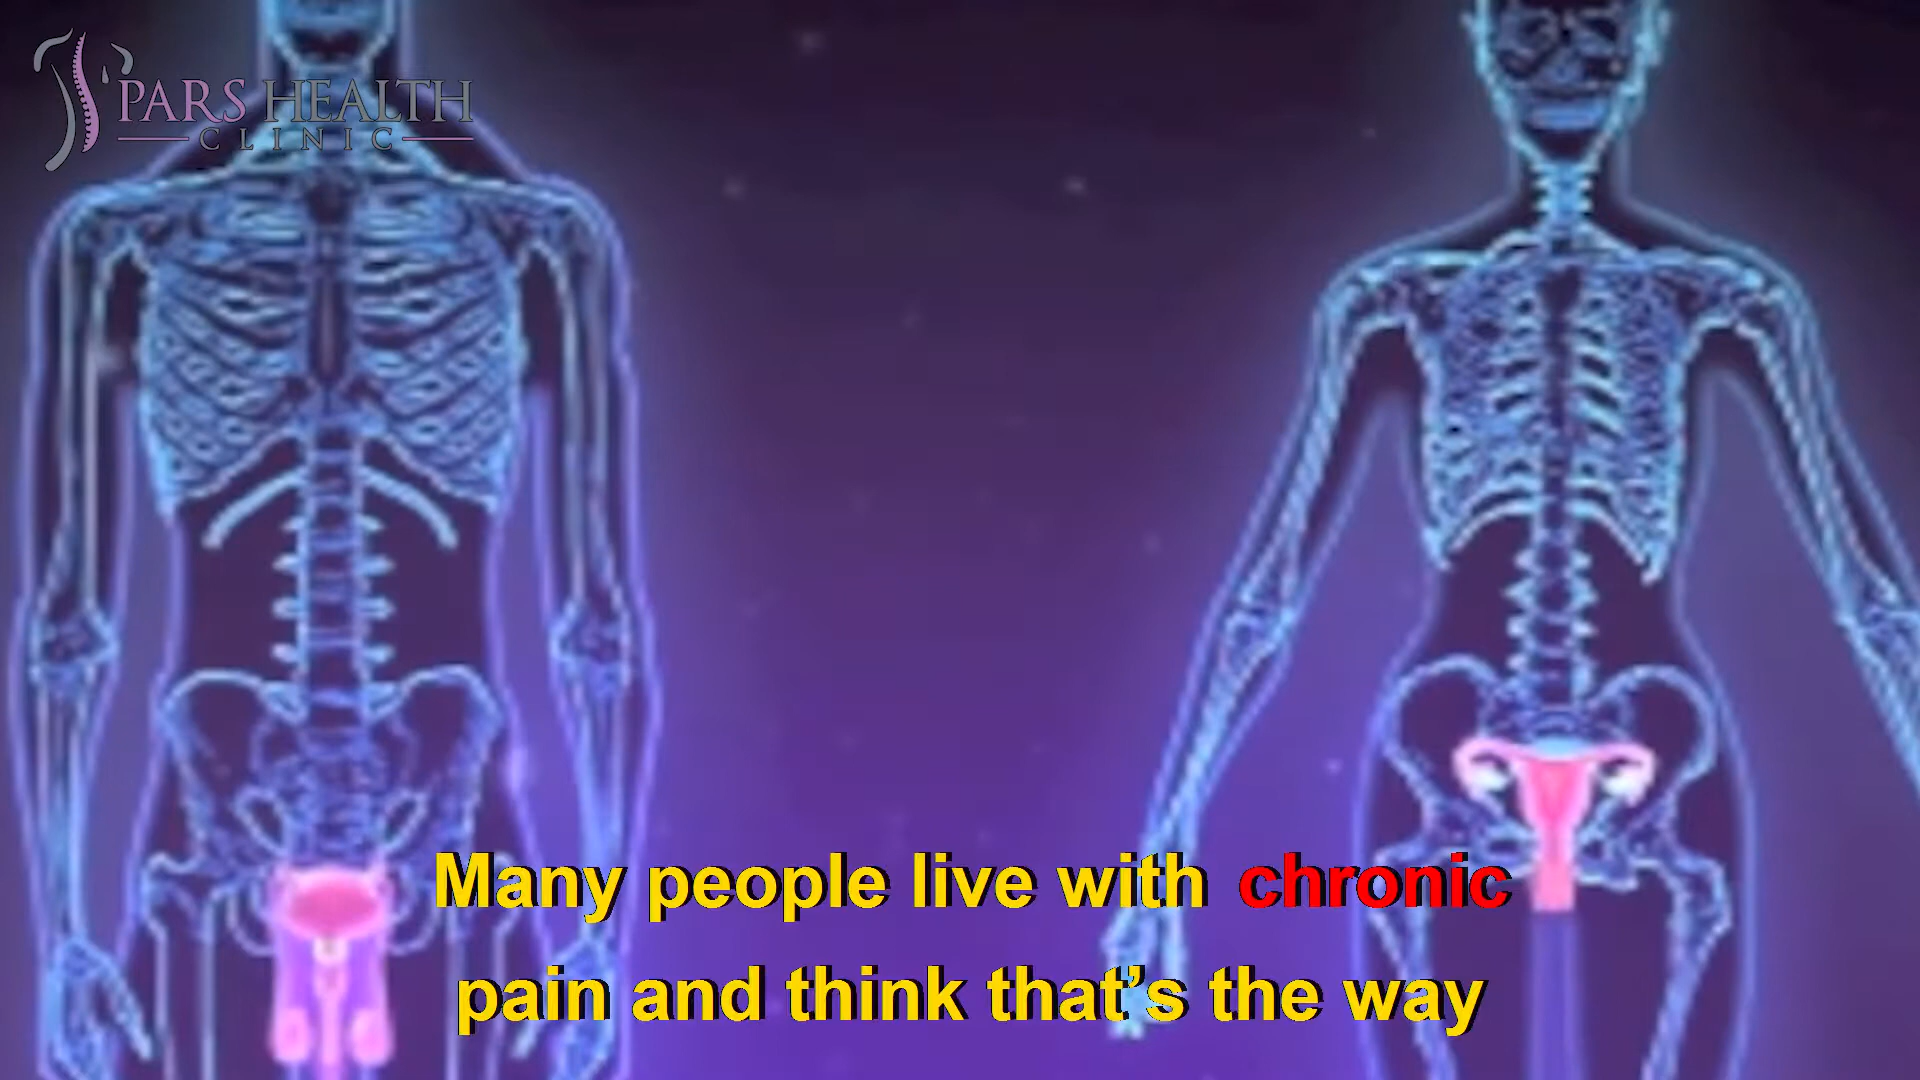 PARS HEALTH
CLINIC
Many people live with chronic
pain and think that’s the way